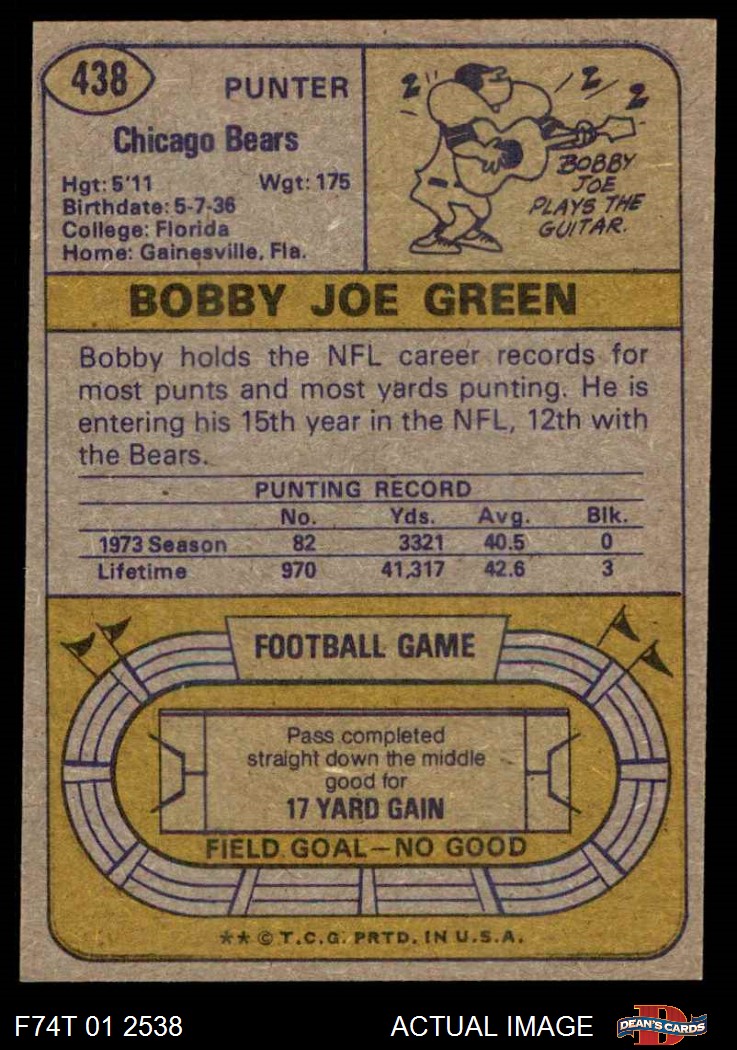 438
PUNTER
Chicago Bears
Hgt: 5'11 Wgt: 175
Birthdate: 5-7-36
College: Florida
Home: Gainesville, Fla.
BOBBY
JOE
PLAYS THE
GUITAR.
BOBBY JOE GREEN
Bobby holds the NFL career records for
most punts and most yards punting. He is
entering his 15th year in the NFL, 12th with
the Bears.
PUNTING RECORD
No. Yds. Avg. Blk.
1973 Season 82 3321 40.5 0
Lifetime 970 41,317 42.6 3
FOOTBALL GAME
Pass completed
straight down the middle
good for
17 YARD GAIN
FIELD GOAL—NO GOOD
** © T.C.G. PRTD. IN U.S.A.
F74T 01 2538 ACTUAL IMAGE
D
DEAN'S CARDS